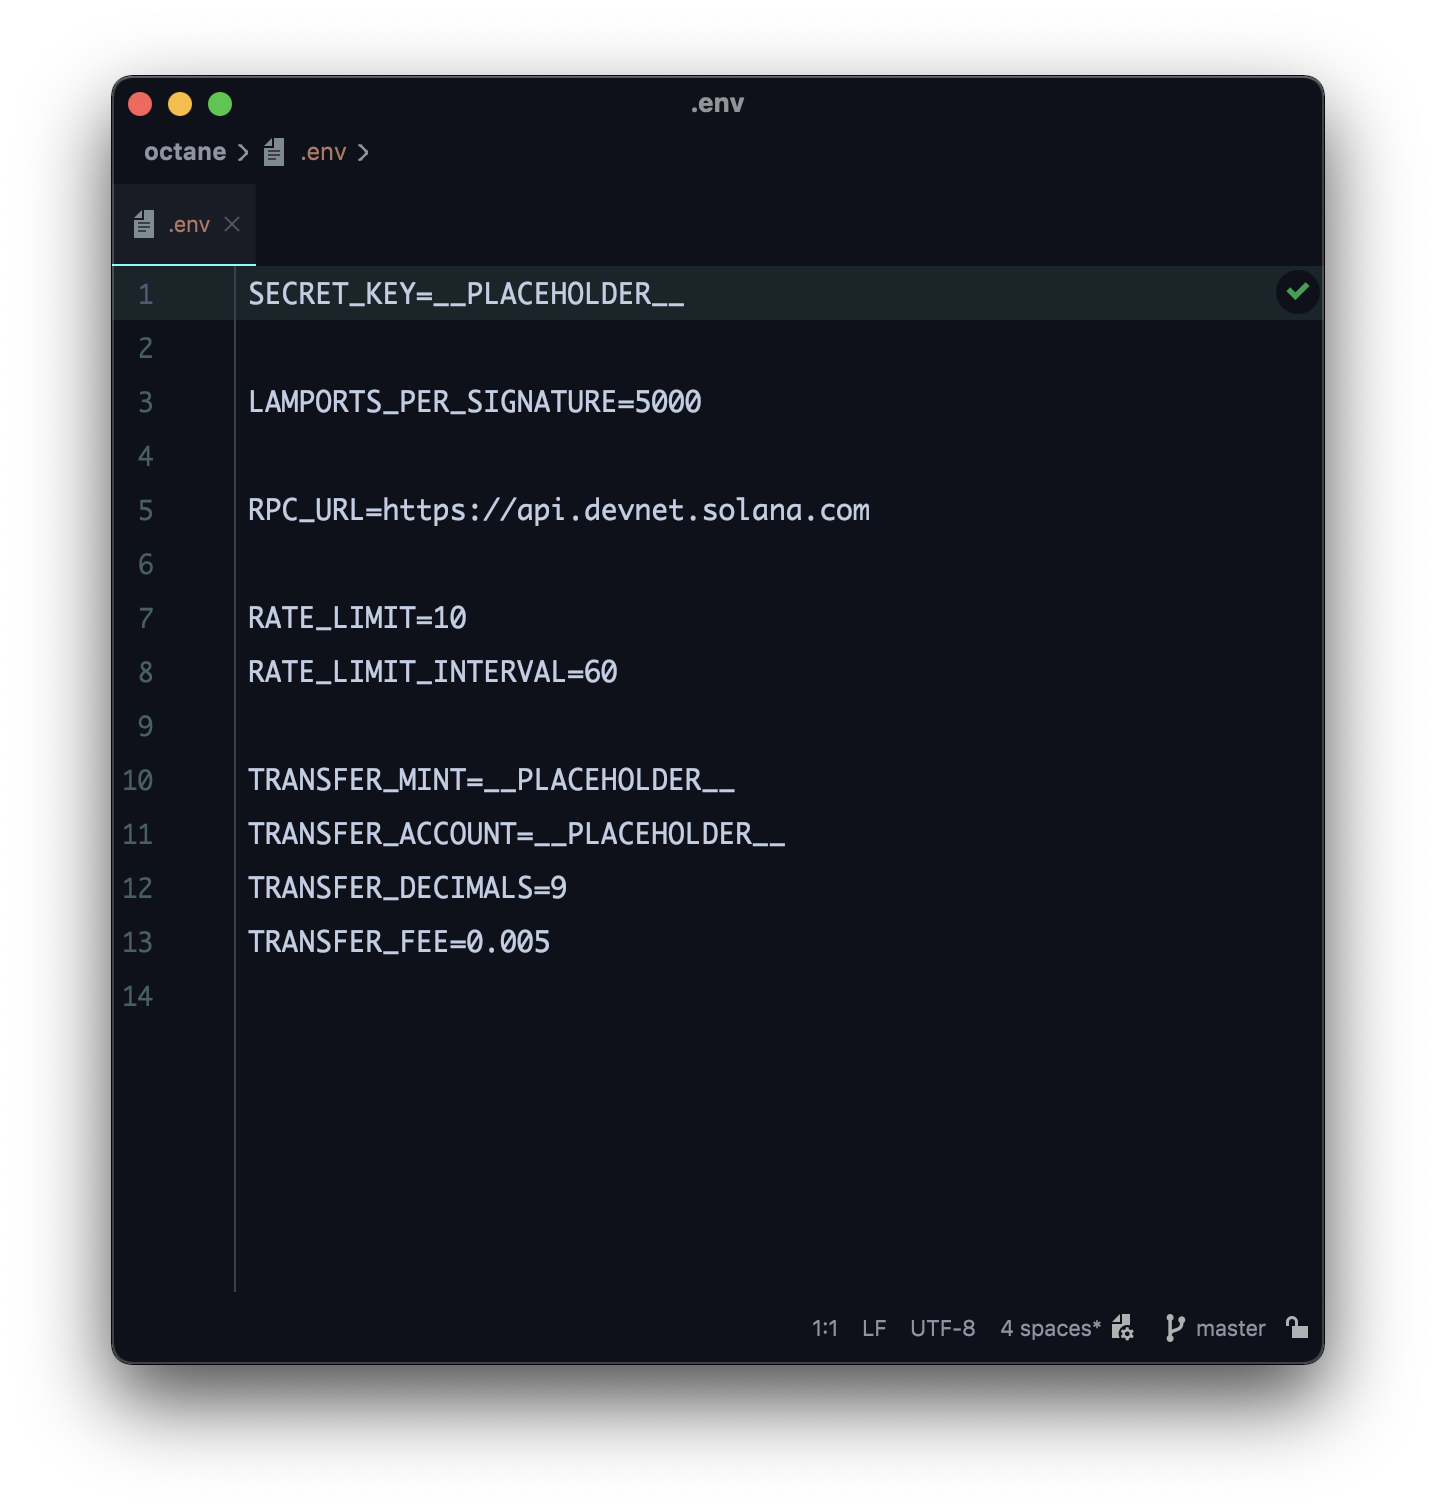 .env
octane .env
.env
1 SECRET_KEY=__PLACEHOLDER__
2
3 LAMPORTS_PER_SIGNATURE=5000
4
5 RPC_URL=https://api.devnet.solana.com
6
7 RATE_LIMIT=10
8 RATE_LIMIT_INTERVAL=60
9
10 TRANSFER_MINT=__PLACEHOLDER__
11 TRANSFER_ACCOUNT=__PLACEHOLDER__
12 TRANSFER_DECIMALS=9
13 TRANSFER_FEE=0.005
14
1:1 LF UTF-8 4 spaces* master